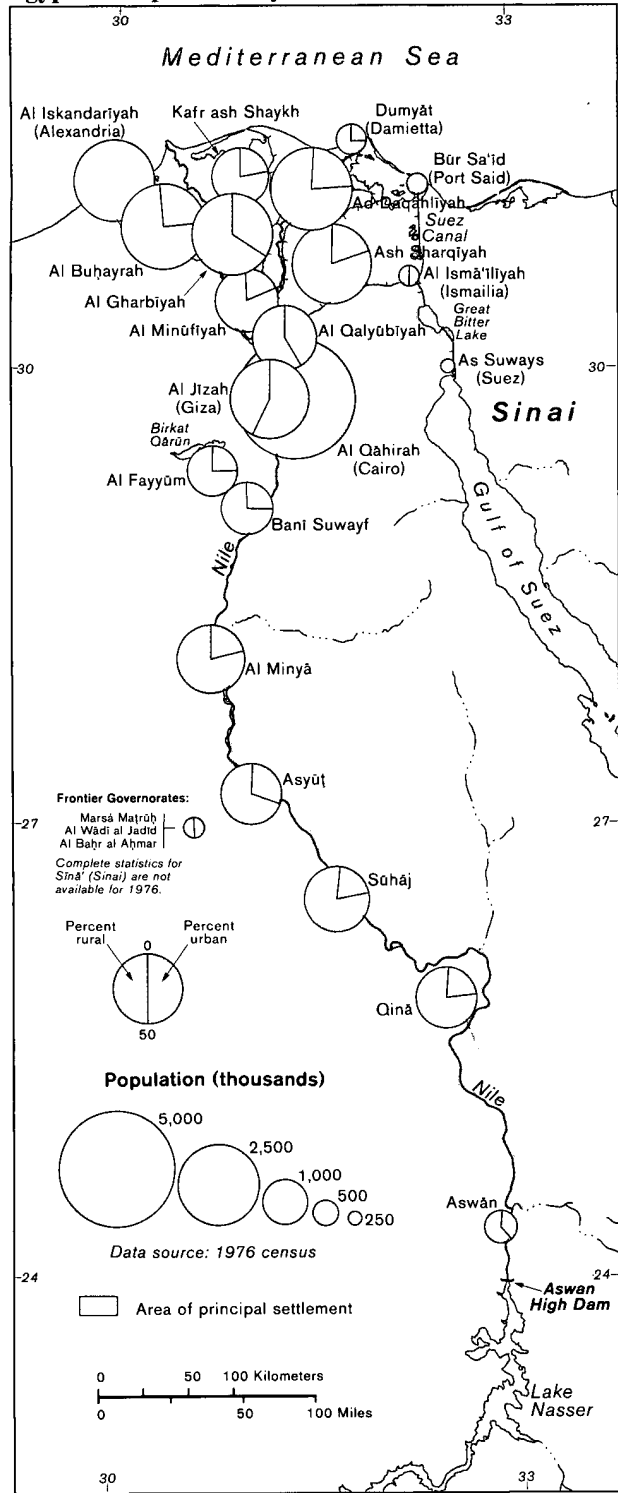 30
33
Mediterranean Sea
Al Iskandarīyah
(Alexandria)
Kafr ash Shaykh
Dumyāt
(Damietta)
Būr Sa'īd
(Port Said)
Ad Daqahlīyah
Suez
Canal
Ash Sharqīyah
Al Buḩayrah
Al Gharbīyah
Al Ismā'īlīyah
(Ismailia)
Al Minūfīyah
Al Qalyūbīyah
Great
Bitter
Lake
30
As Suways
(Suez)
30
Al Jīzah
(Giza)
Sinai
Birkat
Qārūn
Al Qāhirah
(Cairo)
Al Fayyūm
Banī Suwayf
Gulf of Suez
Nile
Al Minyā
Asyūţ
Frontier Governorates:
Marsá Maţrūḩ
Al Wādī al Jadīd
Al Baḩr al Aḩmar
27
27
Complete statistics for
Sīnā' (Sinai) are not
available for 1976.
Sūhāj
Percent
rural
Percent
urban
0
50
Qinā
Population (thousands)
Nile
5,000
2,500
1,000
500
250
Aswān
Data source: 1976 census
24
24
Aswan
High Dam
Area of principal settlement
0 50 100 Kilometers
0 50 100 Miles
Lake
Nasser
30
33